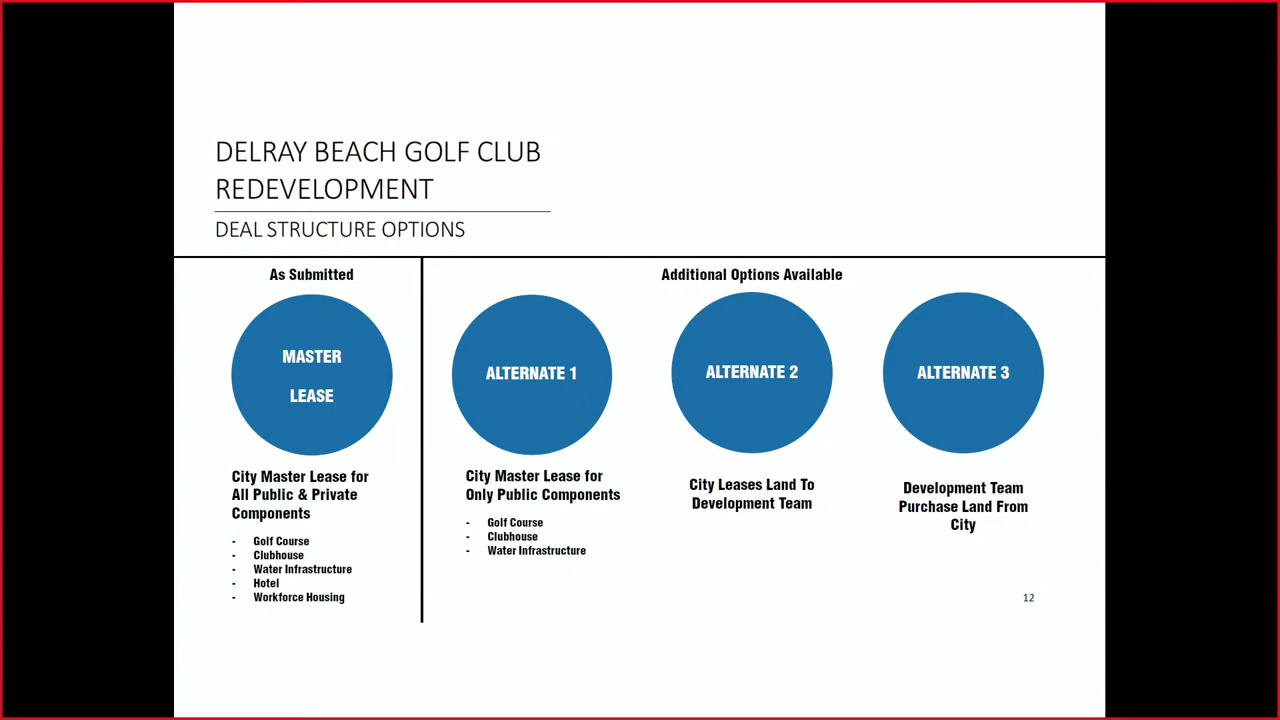 DELRAY BEACH GOLF CLUB
REDEVELOPMENT
DEAL STRUCTURE OPTIONS
As Submitted
MASTER
LEASE
City Master Lease for
All Public & Private
Components
- Golf Course
- Clubhouse
- Water Infrastructure
- Hotel
- Workforce Housing
Additional Options Available
ALTERNATE 1
City Master Lease for
Only Public Components
- Golf Course
- Clubhouse
- Water Infrastructure
ALTERNATE 2
City Leases Land To
Development Team
ALTERNATE 3
Development Team
Purchase Land From
City
12